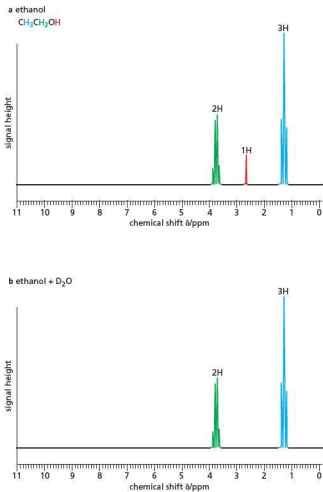 a ethanol
CH₃CH₂OH
3H
2H
1H
signal height
11 10 9 8 7 6 5 4 3 2 1 0
chemical shift δ/ppm
b ethanol + D₂O
3H
2H
signal height
11 10 9 8 7 6 5 4 3 2 1 0
chemical shift δ/ppm